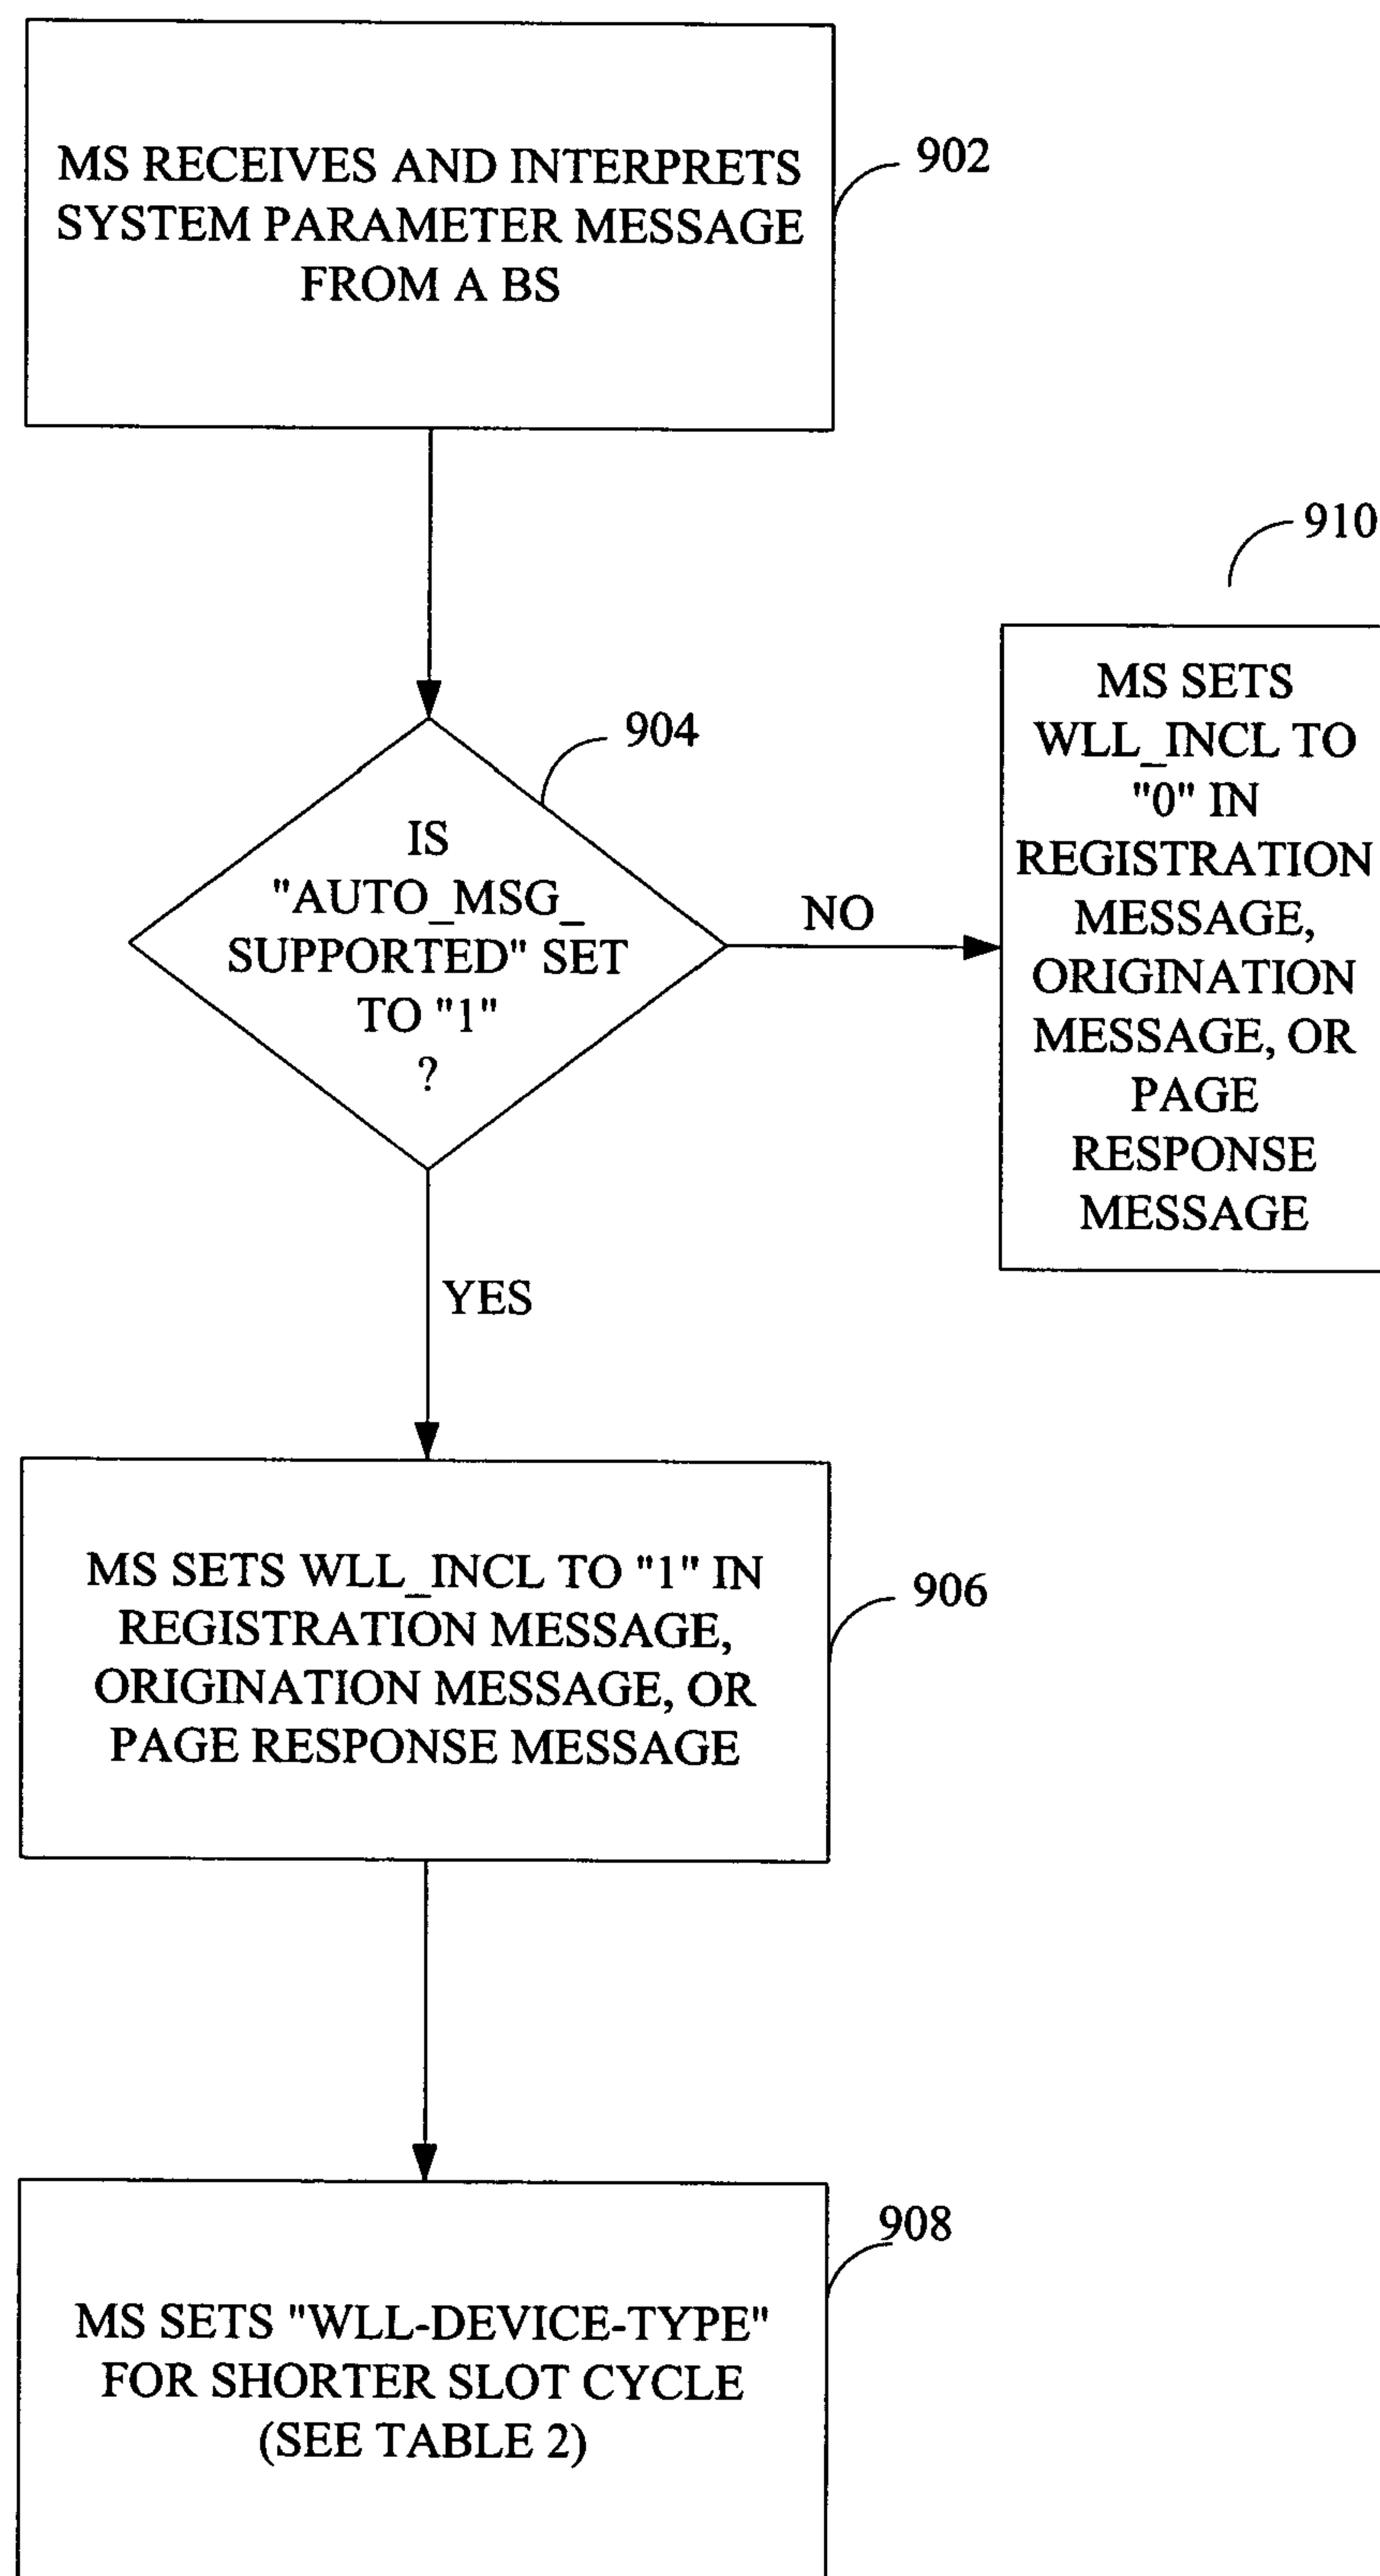 MS RECEIVES AND INTERPRETS
SYSTEM PARAMETER MESSAGE
FROM A BS
902
IS
"AUTO_MSG_
SUPPORTED" SET
TO "1"
?
904
NO
910
MS SETS
WLL_INCL TO
"0" IN
REGISTRATION
MESSAGE,
ORIGINATION
MESSAGE, OR
PAGE
RESPONSE
MESSAGE
YES
MS SETS WLL_INCL TO "1" IN
REGISTRATION MESSAGE,
ORIGINATION MESSAGE, OR
PAGE RESPONSE MESSAGE
906
MS SETS "WLL-DEVICE-TYPE"
FOR SHORTER SLOT CYCLE
(SEE TABLE 2)
908